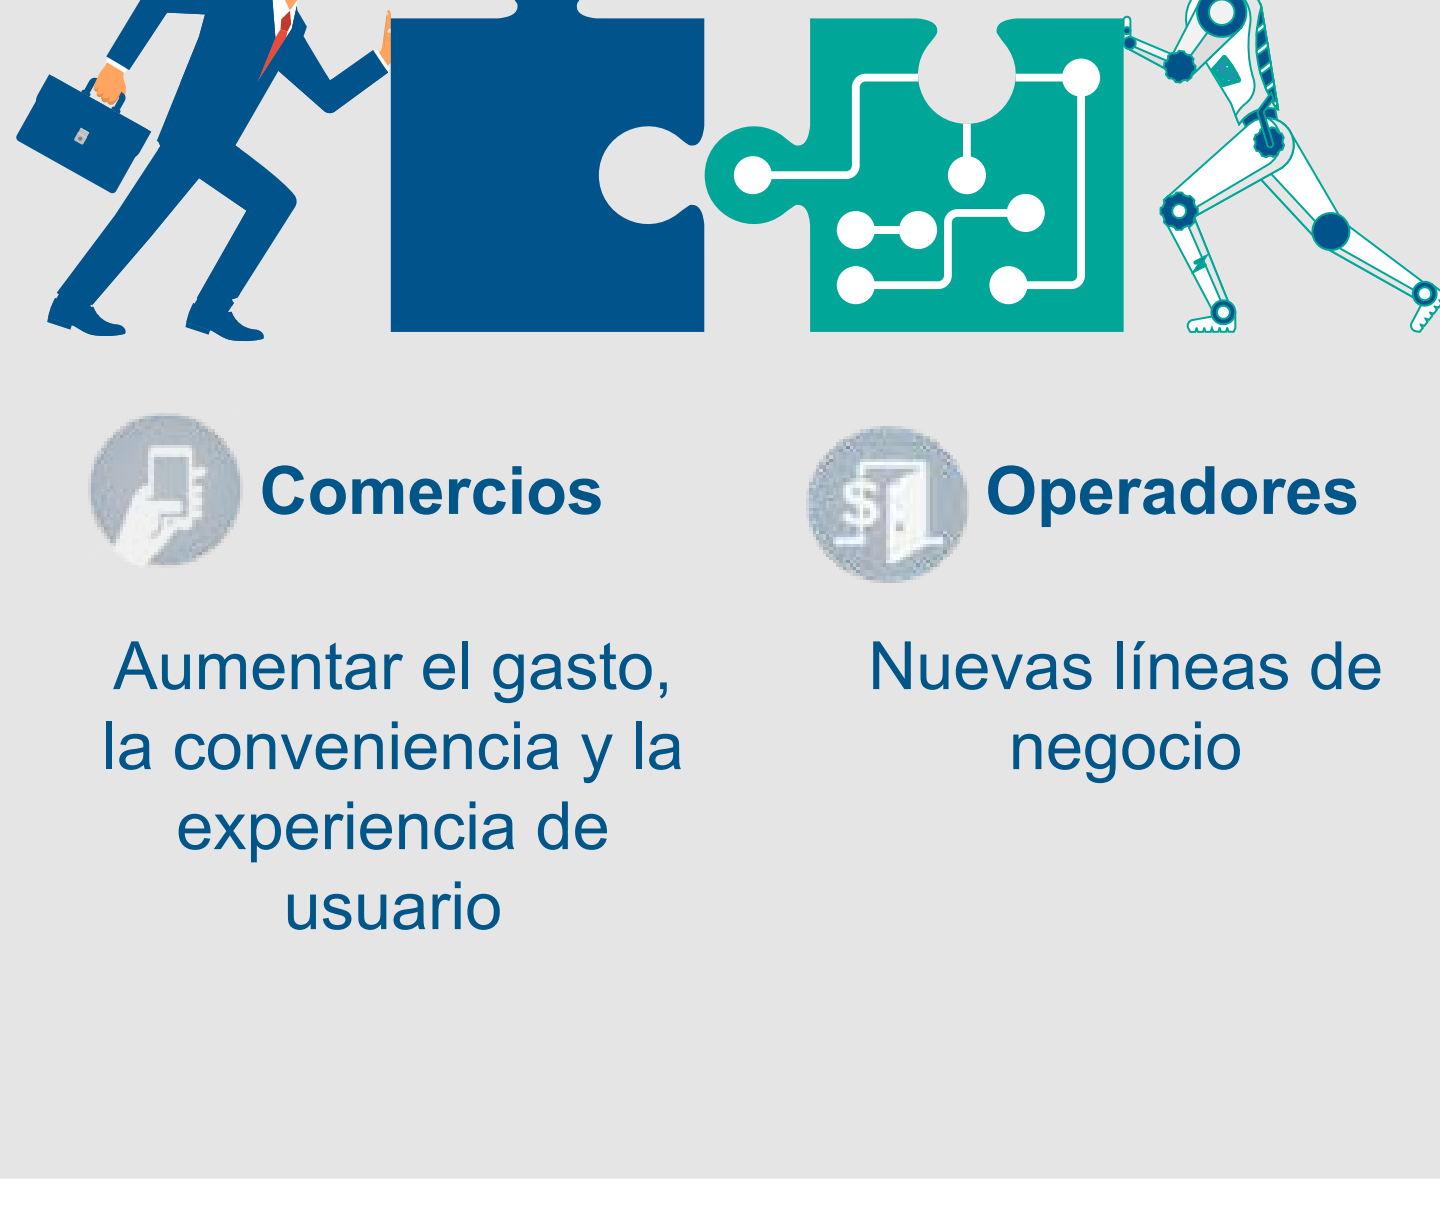 Comercios
Aumentar el gasto,
la conveniencia y la
experiencia de
usuario
$
Operadores
Nuevas líneas de
negocio